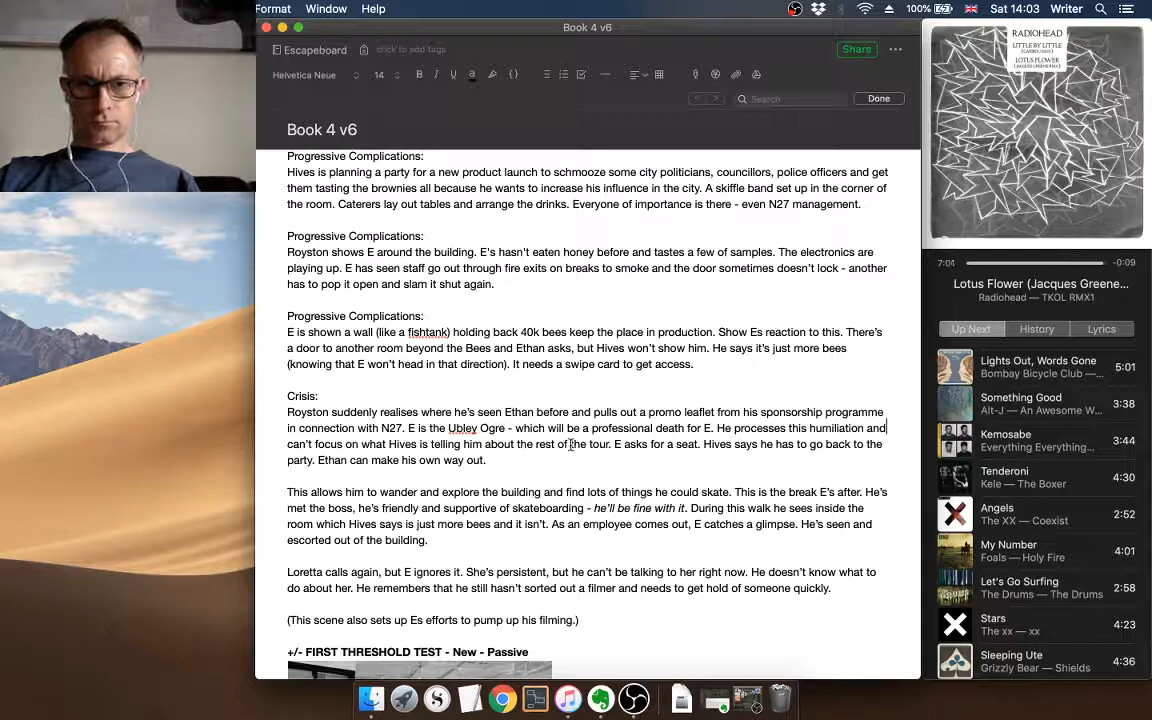 Format Window Help
100% Sat 14:03 Writer
Book 4 v6
Escapeboard click to add tags
Share
Helvetica Neue 14 B I U a
Search Done
Book 4 v6
Progressive Complications:
Hives is planning a party for a new product launch to schmooze some city politicians, councillors, police officers and get
them tasting the brownies all because he wants to increase his influence in the city. A skiffle band set up in the corner of
the room. Caterers lay out tables and arrange the drinks. Everyone of importance is there - even N27 management.
Progressive Complications:
Royston shows E around the building. E's hasn't eaten honey before and tastes a few of samples. The electronics are
playing up. E has seen staff go out through fire exits on breaks to smoke and the door sometimes doesn't lock - another
has to pop it open and slam it shut again.
Progressive Complications:
E is shown a wall (like a fishtank) holding back 40k bees keep the place in production. Show Es reaction to this. There's
a door to another room beyond the Bees and Ethan asks, but Hives won't show him. He says it's just more bees
(knowing that E won't head in that direction). It needs a swipe card to get access.
Crisis:
Royston suddenly realises where he's seen Ethan before and pulls out a promo leaflet from his sponsorship programme
in connection with N27. E is the Ubley Ogre - which will be a professional death for E. He processes this humiliation and
can't focus on what Hives is telling him about the rest of the tour. E asks for a seat. Hives says he has to go back to the
party. Ethan can make his own way out.
This allows him to wander and explore the building and find lots of things he could skate. This is the break E's after. He's
met the boss, he's friendly and supportive of skateboarding - he'll be fine with it. During this walk he sees inside the
room which Hives says is just more bees and it isn't. As an employee comes out, E catches a glimpse. He's seen and
escorted out of the building.
Loretta calls again, but E ignores it. She's persistent, but he can't be talking to her right now. He doesn't know what to
do about her. He remembers that he still hasn't sorted out a filmer and needs to get hold of someone quickly.
(This scene also sets up Es efforts to pump up his filming.)
+/- FIRST THRESHOLD TEST - New - Passive
RADIOHEAD
LITTLE BY LITTLE
(CARIBOU RMX)
LOTUS FLOWER
(JACQUES GREENE RMX)
7:01 -0:09
Lotus Flower (Jacques Greene...
Radiohead — TKOL RMX1
Up Next History Lyrics
Lights Out, Words Gone 5:01
Bombay Bicycle Club —...
Something Good 3:38
Alt-J — An Awesome W...
Kemosabe 3:44
Everything Everything...
Tenderoni 4:30
Kele — The Boxer
Angels 2:52
The XX — Coexist
My Number 4:01
Foals — Holy Fire
Let's Go Surfing 2:58
The Drums — The Drums
Stars 4:23
The xx — xx
Sleeping Ute 4:36
Grizzly Bear — Shields